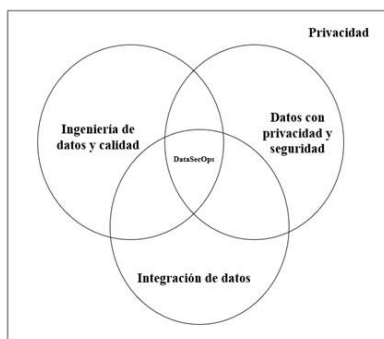 Privacidad
Ingeniería de
datos y calidad
Datos con
privacidad y
seguridad
DataSecOps
Integración de datos